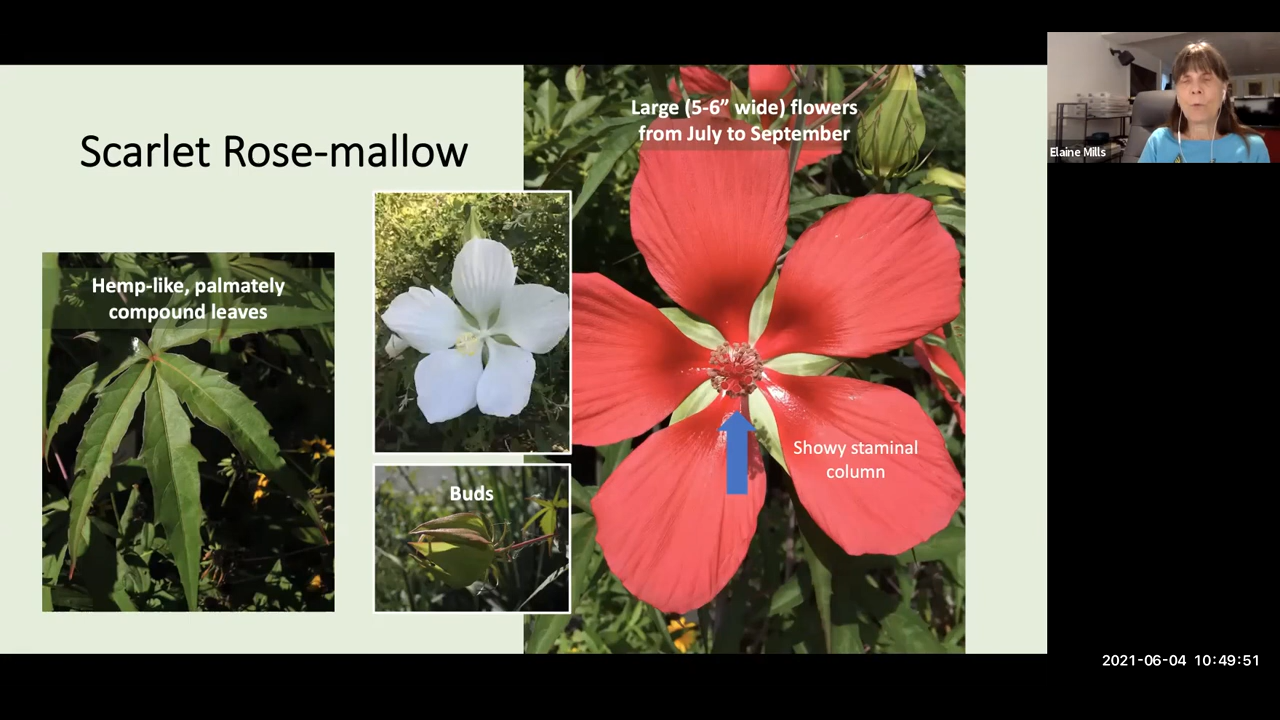 Scarlet Rose-mallow
Hemp-like, palmately
compound leaves
Buds
Large (5-6” wide) flowers
from July to September
Showy staminal
column
Elaine Mills
2021-06-04 10:49:51